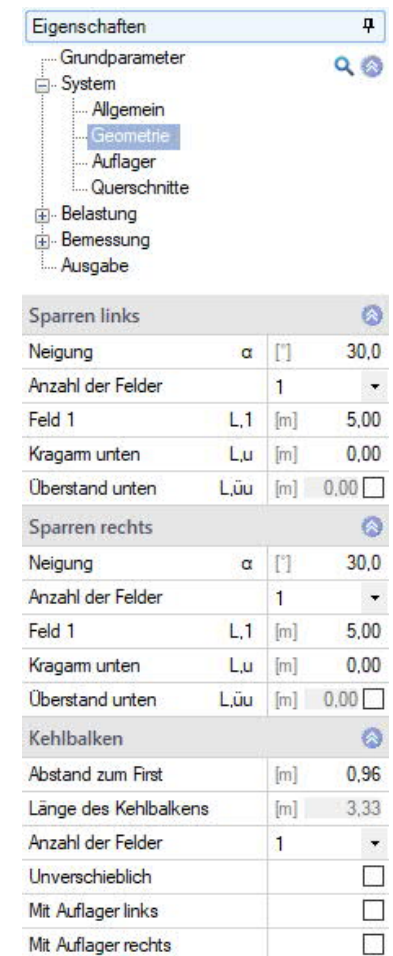 Eigenschaften
Grundparameter
System
Allgemein
Geometrie
Auflager
Querschnitte
Belastung
Bemessung
Ausgabe
Sparren links
Neigung α [°] 30,0
Anzahl der Felder 1
Feld 1 L,1 [m] 5,00
Kragarm unten L,u [m] 0,00
Überstand unten L,üu [m] 0,00
Sparren rechts
Neigung α [°] 30,0
Anzahl der Felder 1
Feld 1 L,1 [m] 5,00
Kragarm unten L,u [m] 0,00
Überstand unten L,üu [m] 0,00
Kehlbalken
Abstand zum First [m] 0,96
Länge des Kehlbalkens [m] 3,33
Anzahl der Felder 1
Unverschieblich
Mit Auflager links
Mit Auflager rechts